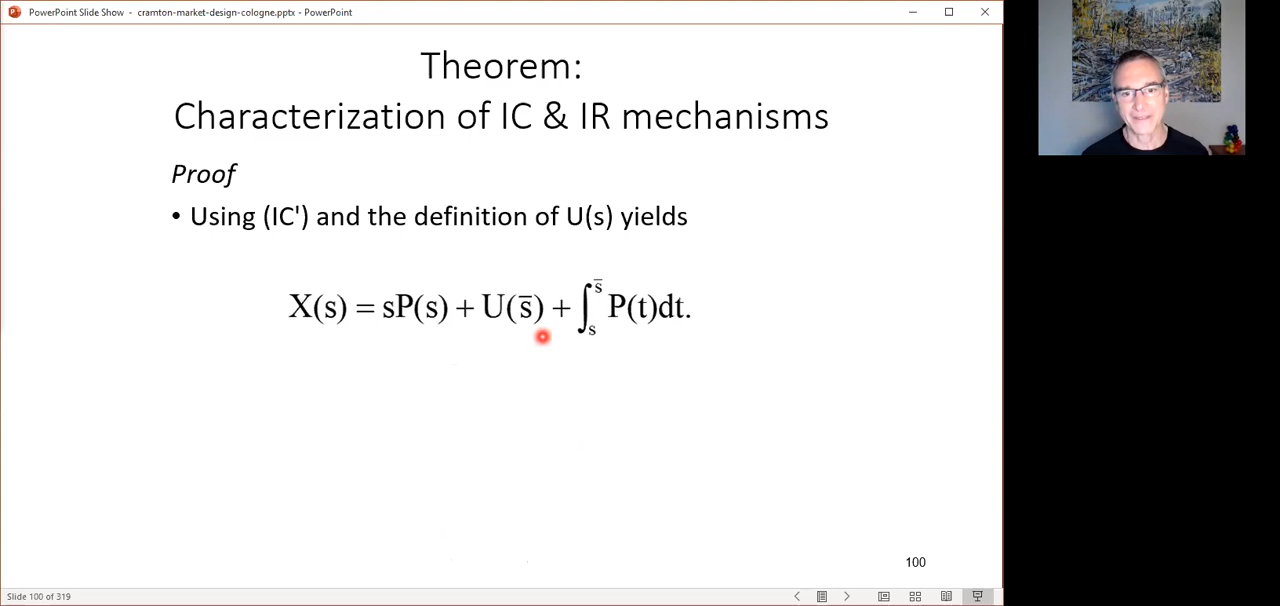 PowerPoint Slide Show - cramton-market-design-cologne.pptx - PowerPoint
Theorem:
Characterization of IC & IR mechanisms
Proof
• Using (IC') and the definition of U(s) yields
X(s) = sP(s) + U(s̅) + ∫ₛˢ̅ P(t)dt.
100
Slide 100 of 319